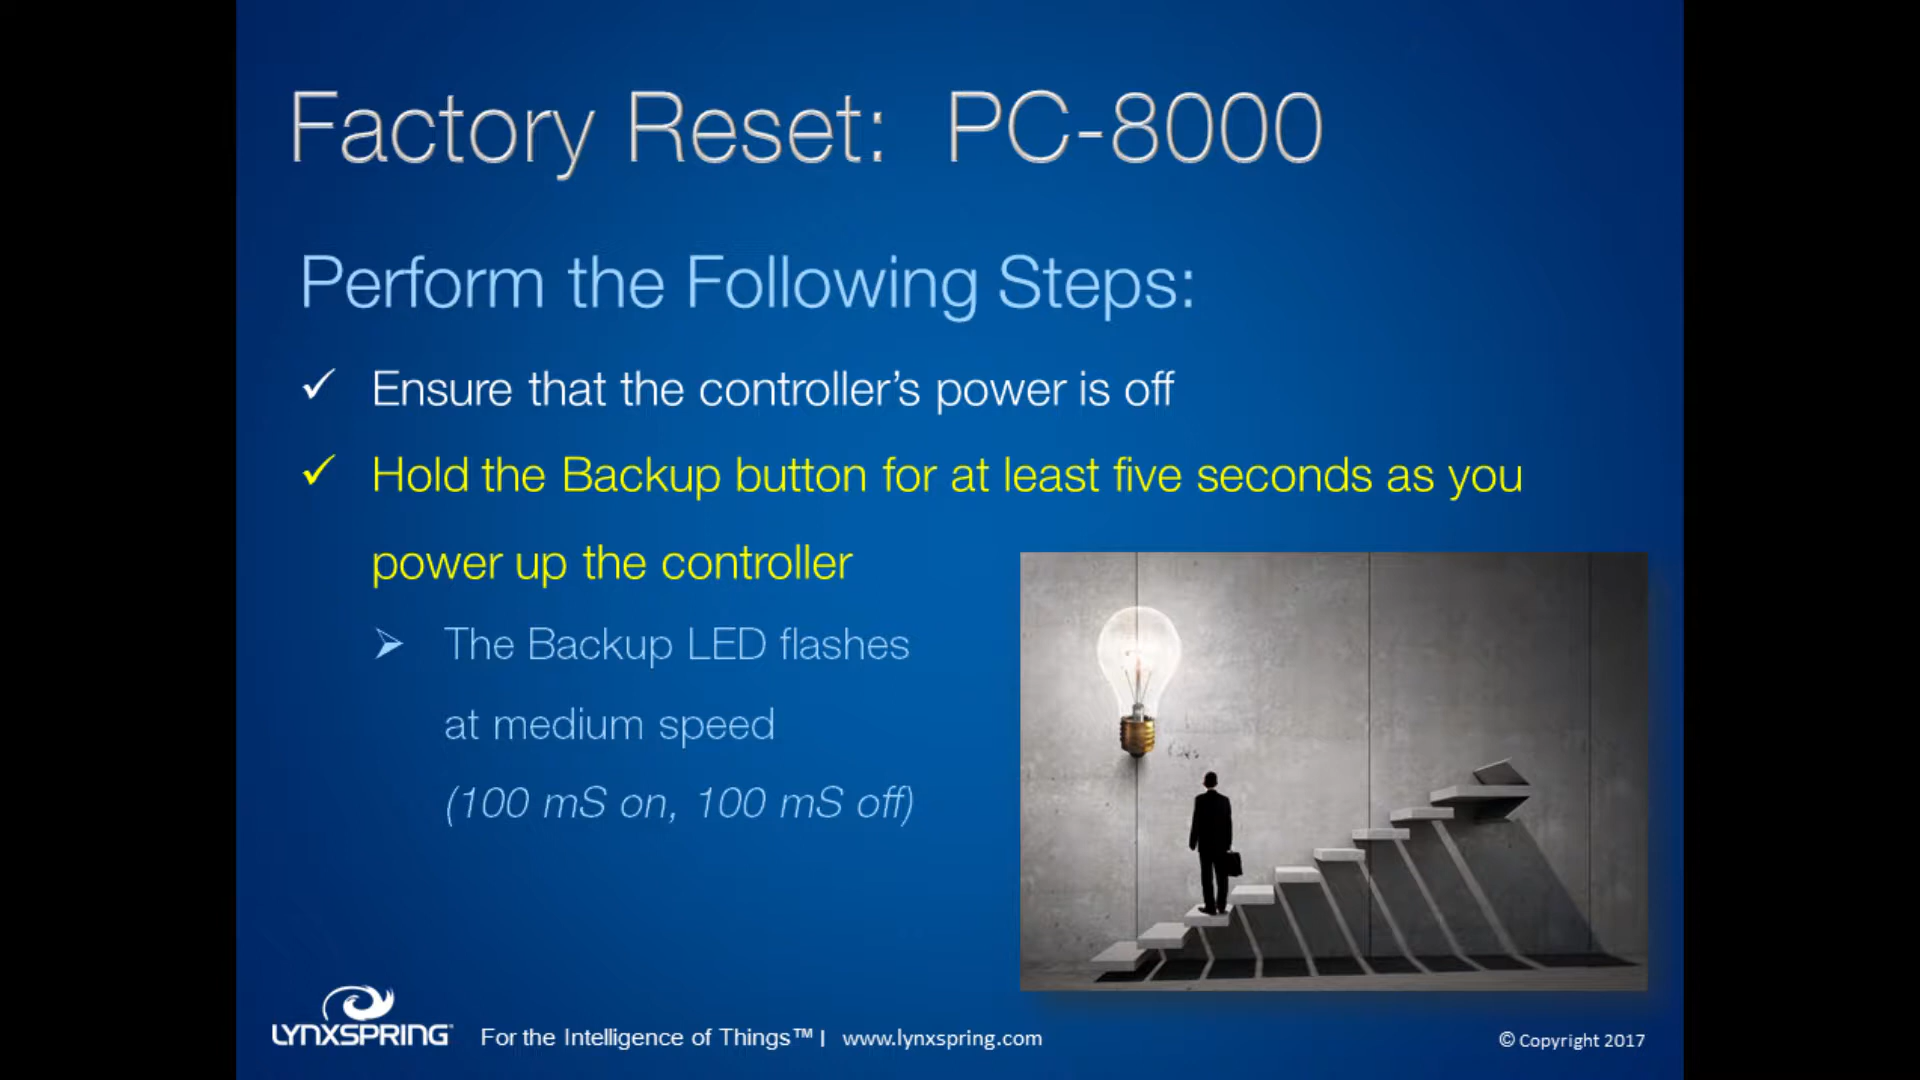 Factory Reset: PC-8000
Perform the Following Steps:
✓ Ensure that the controller’s power is off
✓ Hold the Backup button for at least five seconds as you
power up the controller
➢ The Backup LED flashes
at medium speed
(100 mS on, 100 mS off)
LYNXSPRING For the Intelligence of Things™ | www.lynxspring.com
© Copyright 2017